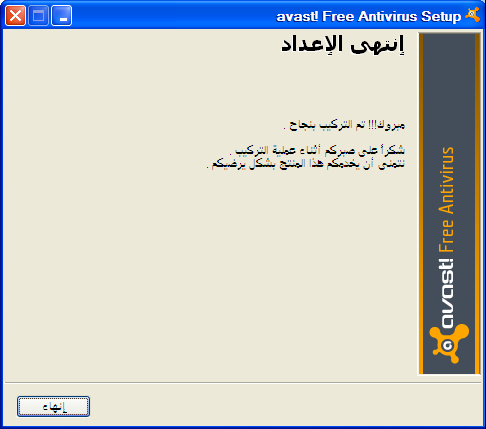 avast! Free Antivirus Setup
إنتهى الإعداد
مبروك!!! تم التركيب بنجاح .
شكراً على صبركم أثناء عملية التركيب .
نتمنى أن يخدمكم هذا المنتج بشكل يرضيكم .
avast! Free Antivirus
إنهاء